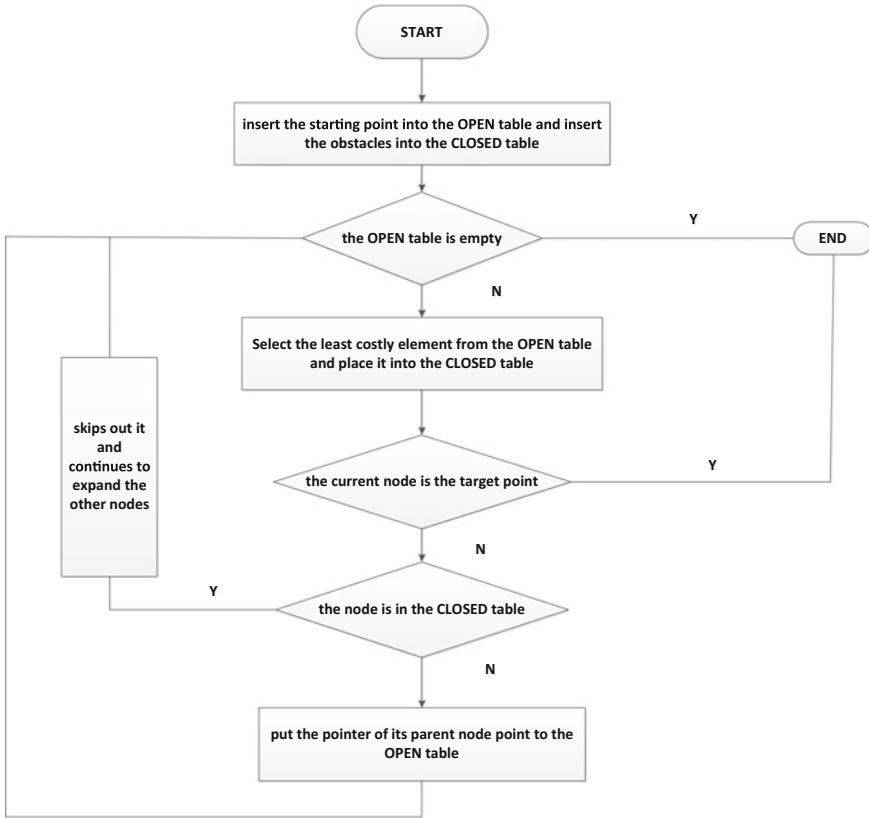 START
insert the starting point into the OPEN table and insert
the obstacles into the CLOSED table
the OPEN table is empty
Y
END
N
Select the least costly element from the OPEN table
and place it into the CLOSED table
skips out it
and
continues to
expand the
other nodes
the current node is the target point
Y
N
Y
the node is in the CLOSED table
N
put the pointer of its parent node point to the
OPEN table